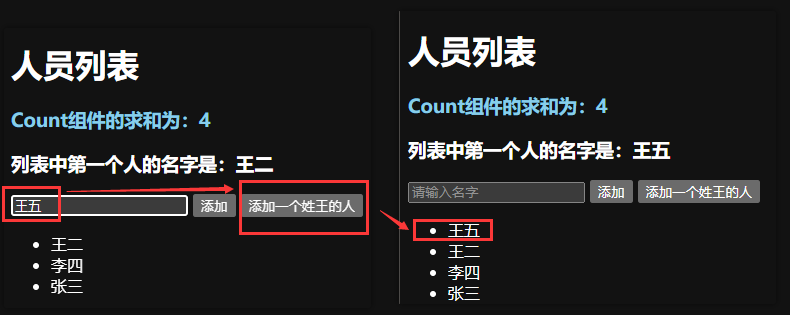 人员列表
Count组件的求和为：4
列表中第一个人的名字是：王二
王五 添加 添加一个姓王的人
王二
李四
张三
人员列表
Count组件的求和为：4
列表中第一个人的名字是：王五
请输入名字 添加 添加一个姓王的人
王五
王二
李四
张三